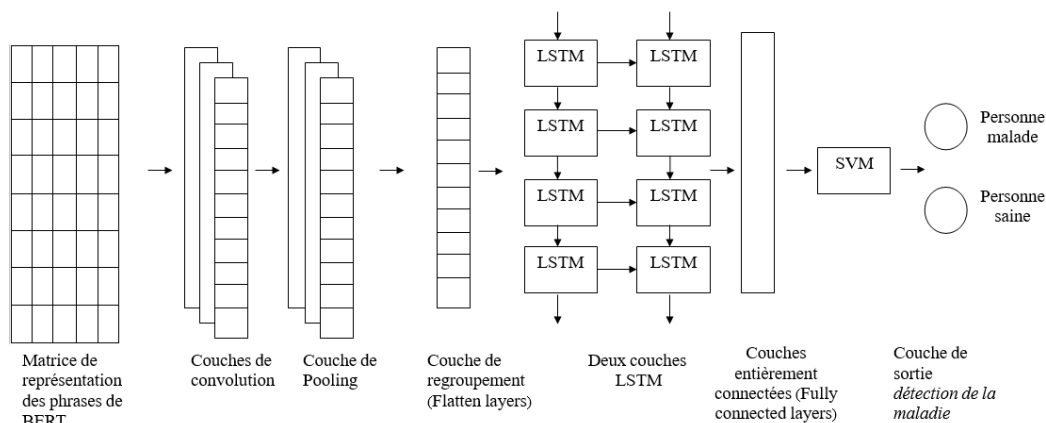 LSTM LSTM
LSTM LSTM
LSTM LSTM
LSTM LSTM
SVM
Personne
malade
Personne
saine
Matrice de
représentation
des phrases de
BERT
Couches de
convolution
Couche de
Pooling
Couche de
regroupement
(Flatten layers)
Deux couches
LSTM
Couches
entièrement
connectées (Fully
connected layers)
Couche de
sortie
détection de la
maladie